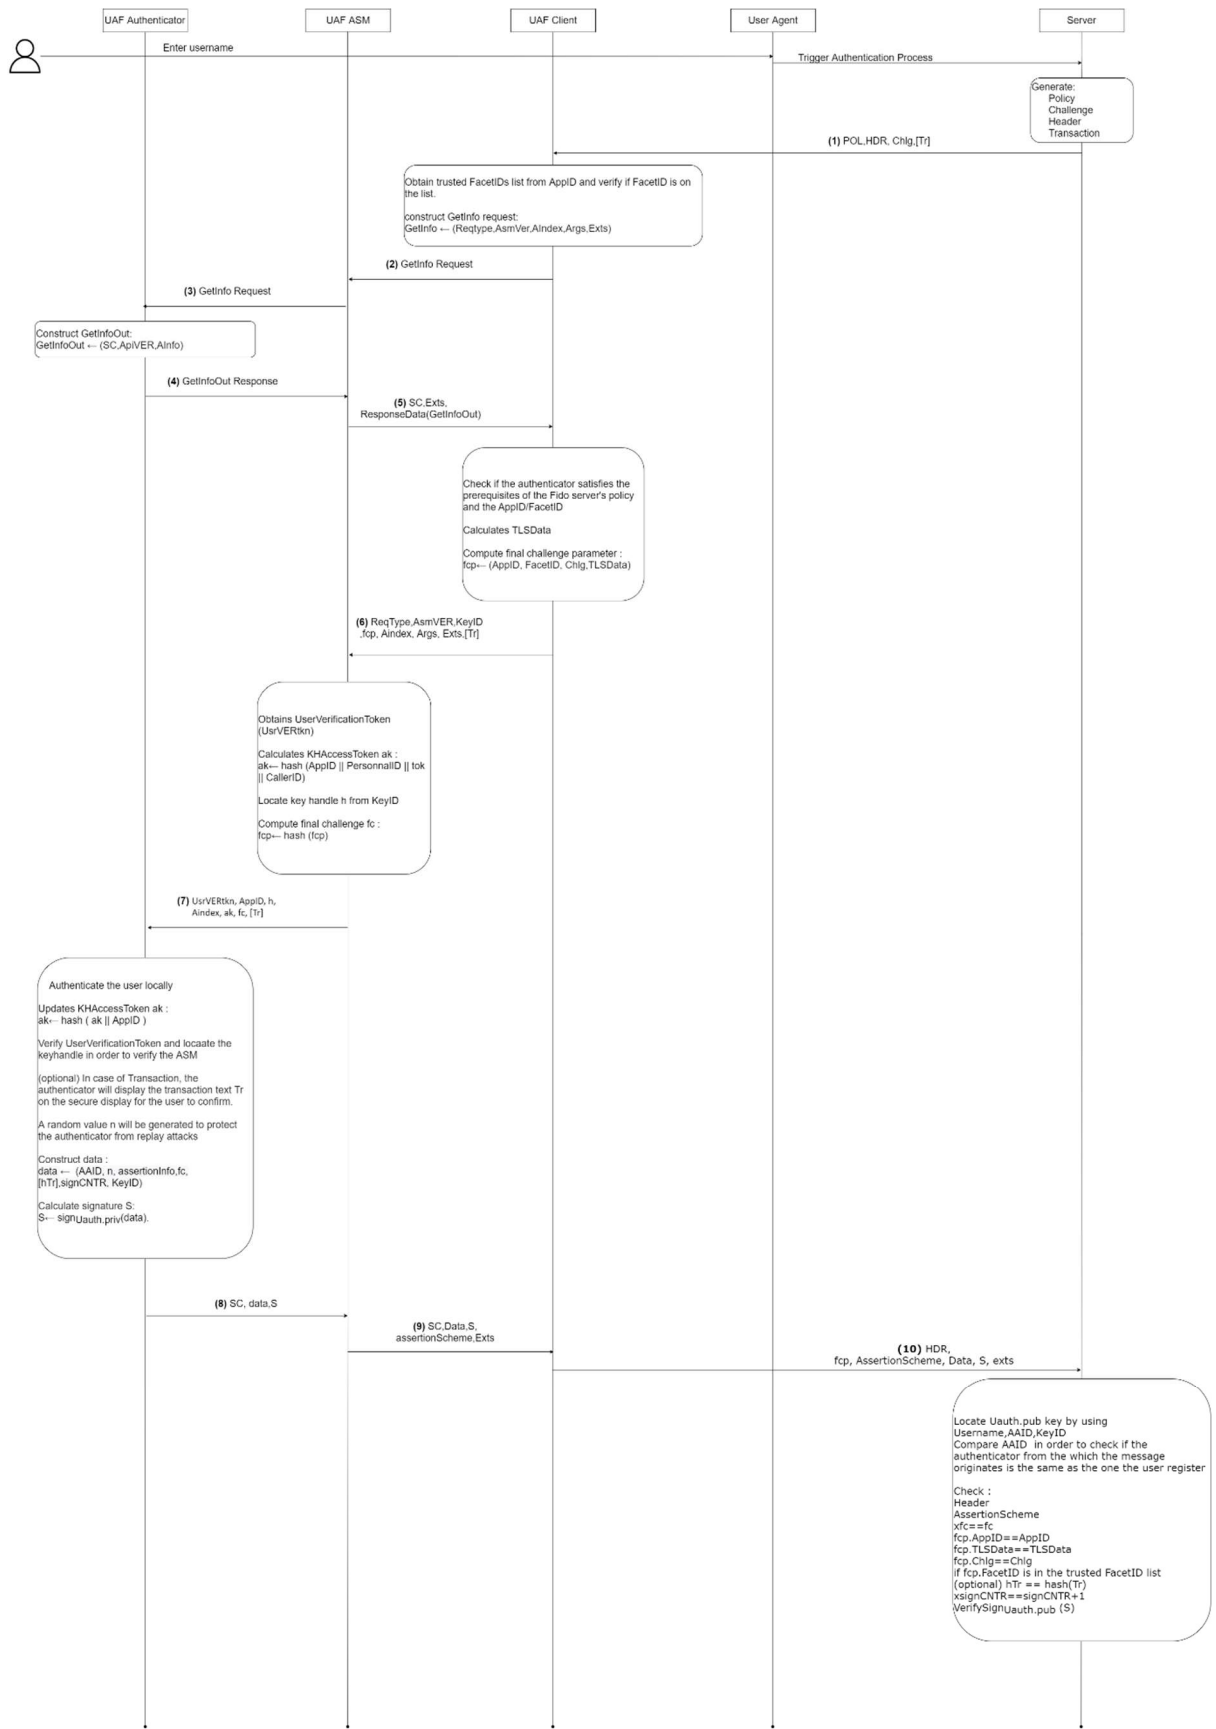 UAF Authenticator
UAF ASM
UAF Client
User Agent
Server
Enter username
Trigger Authentication Process
Generate:
Policy
Challenge
Header
Transaction
(1) POL,HDR, Chlg,[Tr]
Obtain trusted FacetIDs list from AppID and verify if FacetID is on
the list.
construct GetInfo request:
GetInfo ← (Reqtype,AsmVer,AIndex,Args,Exts)
(2) GetInfo Request
(3) GetInfo Request
Construct GetInfoOut:
GetInfoOut ← (SC,ApiVER,AInfo)
(4) GetInfoOut Response
(5) SC,Exts,
ResponseData(GetInfoOut)
Check if the authenticator satisfies the
prerequisites of the Fido server's policy
and the AppID/FacetID
Calculates TLSData
Compute final challenge parameter :
fcp← (AppID, FacetID, Chlg,TLSData)
(6) ReqType,AsmVER,KeyID
,fcp, Aindex, Args, Exts,[Tr]
Obtains UserVerificationToken
(UsrVERtkn)
Calculates KHAccessToken ak :
ak← hash (AppID || PersonnalID || tok
|| CallerID)
Locate key handle h from KeyID
Compute final challenge fc :
fcp← hash (fcp)
(7) UsrVERtkn, AppID, h,
Aindex, ak, fc, [Tr]
Authenticate the user locally
Updates KHAccessToken ak :
ak← hash ( ak || AppID )
Verify UserVerificationToken and locaate the
keyhandle in order to verify the ASM
(optional) In case of Transaction, the
authenticator will display the transaction text Tr
on the secure display for the user to confirm.
A random value n will be generated to protect
the authenticator from replay attacks
Construct data :
data ← (AAID, n, assertionInfo,fc,
[hTr],signCNTR, KeyID)
Calculate signature S:
S← signUauth.priv(data).
(8) SC, data,S
(9) SC,Data,S,
assertionScheme,Exts
(10) HDR,
fcp, AssertionScheme, Data, S, exts
Locate Uauth.pub key by using
Username,AAID,KeyID
Compare AAID in order to check if the
authenticator from the which the message
originates is the same as the one the user register
Check :
Header
AssertionScheme
xfc==fc
fcp.AppID==AppID
fcp.TLSData==TLSData
fcp.Chlg==Chlg
if fcp.FacetID is in the trusted FacetID list
(optional) hTr == hash(Tr)
xsignCNTR==signCNTR+1
VerifySignUauth.pub (S)